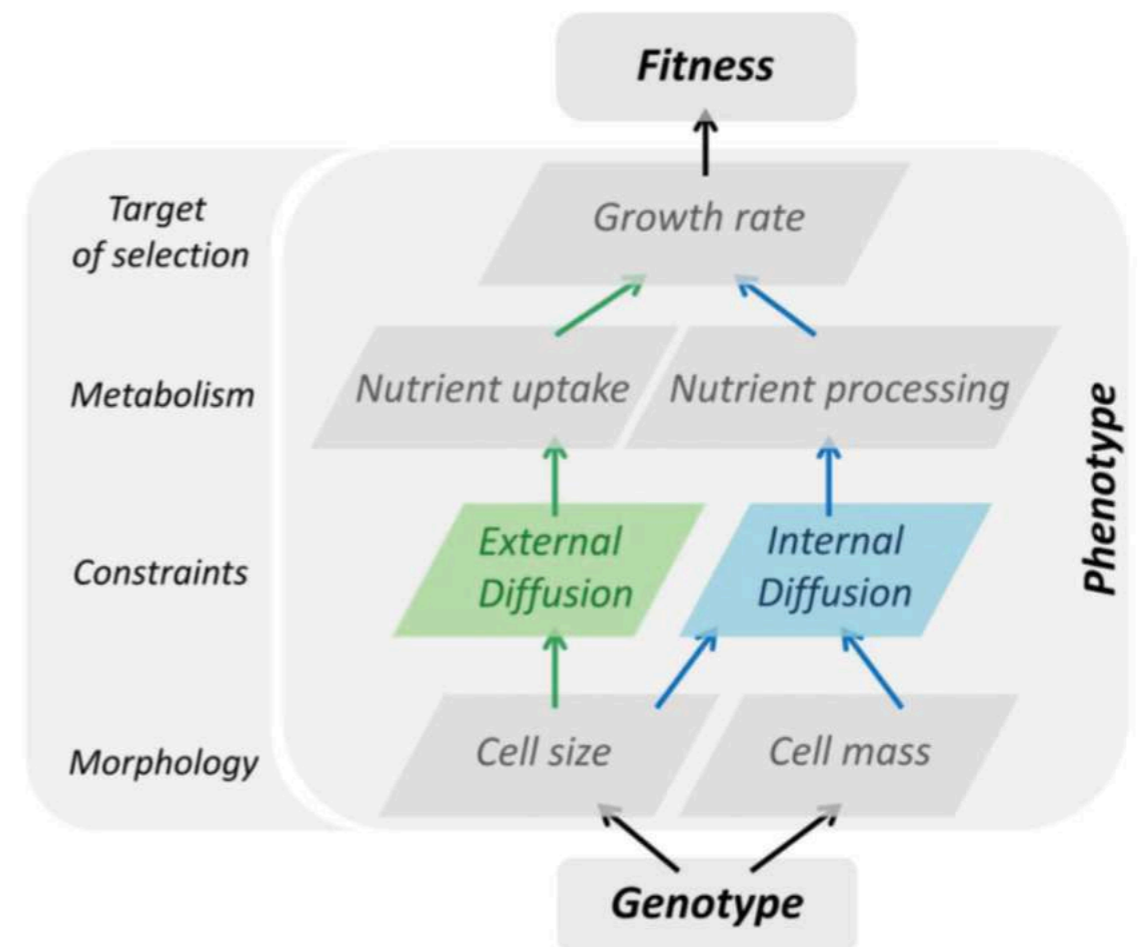 Fitness
Target
of selection
Growth rate
Metabolism
Nutrient uptake
Nutrient processing
Phenotype
Constraints
External
Diffusion
Internal
Diffusion
Morphology
Cell size
Cell mass
Genotype